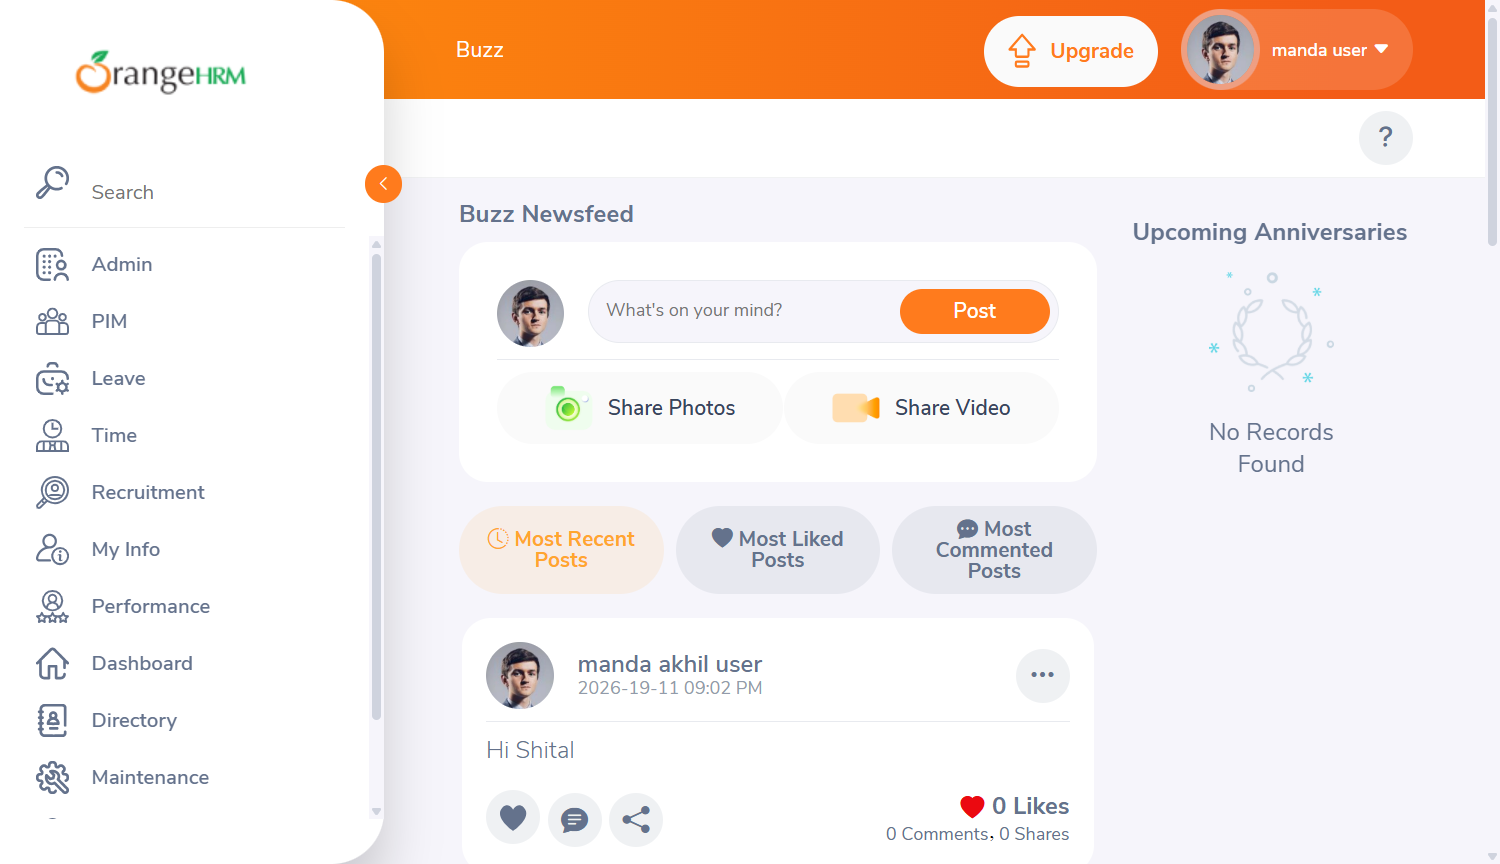 OrangeHRM
Search
Admin
PIM
Leave
Time
Recruitment
My Info
Performance
Dashboard
Directory
Maintenance
Buzz
Upgrade
manda user
?
Buzz Newsfeed
What's on your mind?
Post
Share Photos
Share Video
Most Recent
Posts
Most Liked
Posts
Most
Commented
Posts
manda akhil user
2026-19-11 09:02 PM
Hi Shital
0 Likes
0 Comments, 0 Shares
Upcoming Anniversaries
No Records
Found